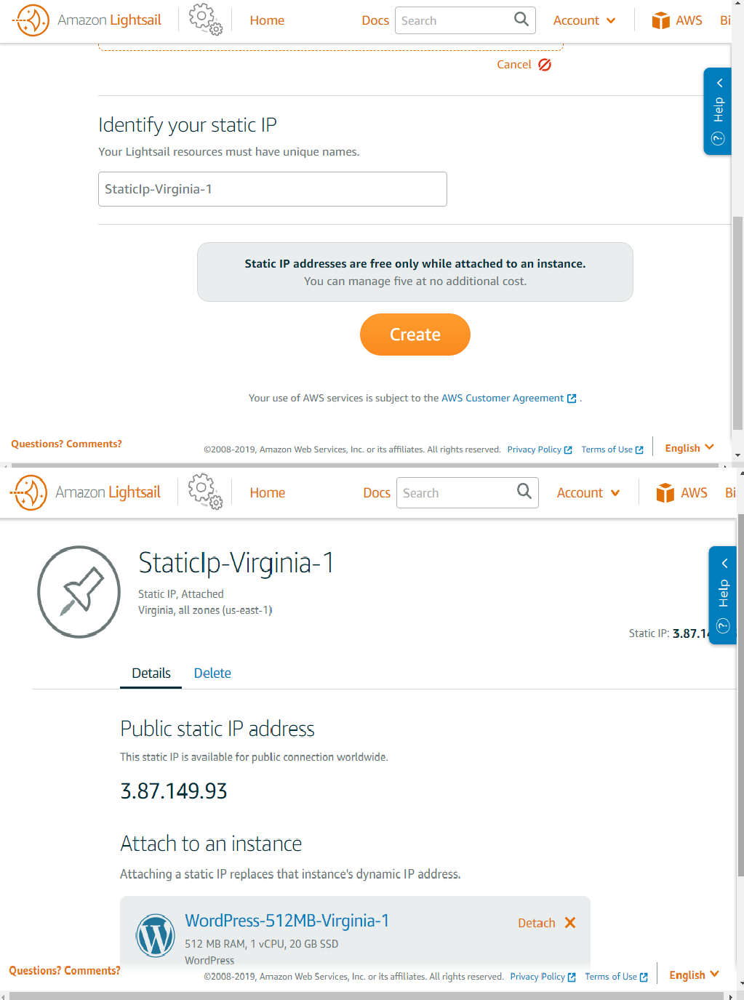 Amazon Lightsail Home Docs Search Account AWS Bi
Cancel
Help
Identify your static IP
Your Lightsail resources must have unique names.
StaticIp-Virginia-1
Static IP addresses are free only while attached to an instance.
You can manage five at no additional cost.
Create
Your use of AWS services is subject to the AWS Customer Agreement .
Questions? Comments?
©2008-2019, Amazon Web Services, Inc. or its affiliates. All rights reserved. Privacy Policy Terms of Use English
Amazon Lightsail Home Docs Search Account AWS Bi
StaticIp-Virginia-1
Static IP, Attached
Virginia, all zones (us-east-1)
Help
Static IP: 3.87.1
Details Delete
Public static IP address
This static IP is available for public connection worldwide.
3.87.149.93
Attach to an instance
Attaching a static IP replaces that instance's dynamic IP address.
WordPress-512MB-Virginia-1
Detach
512 MB RAM, 1 vCPU, 20 GB SSD
WordPress
Questions? Comments?
©2008-2019, Amazon Web Services, Inc. or its affiliates. All rights reserved. Privacy Policy Terms of Use English